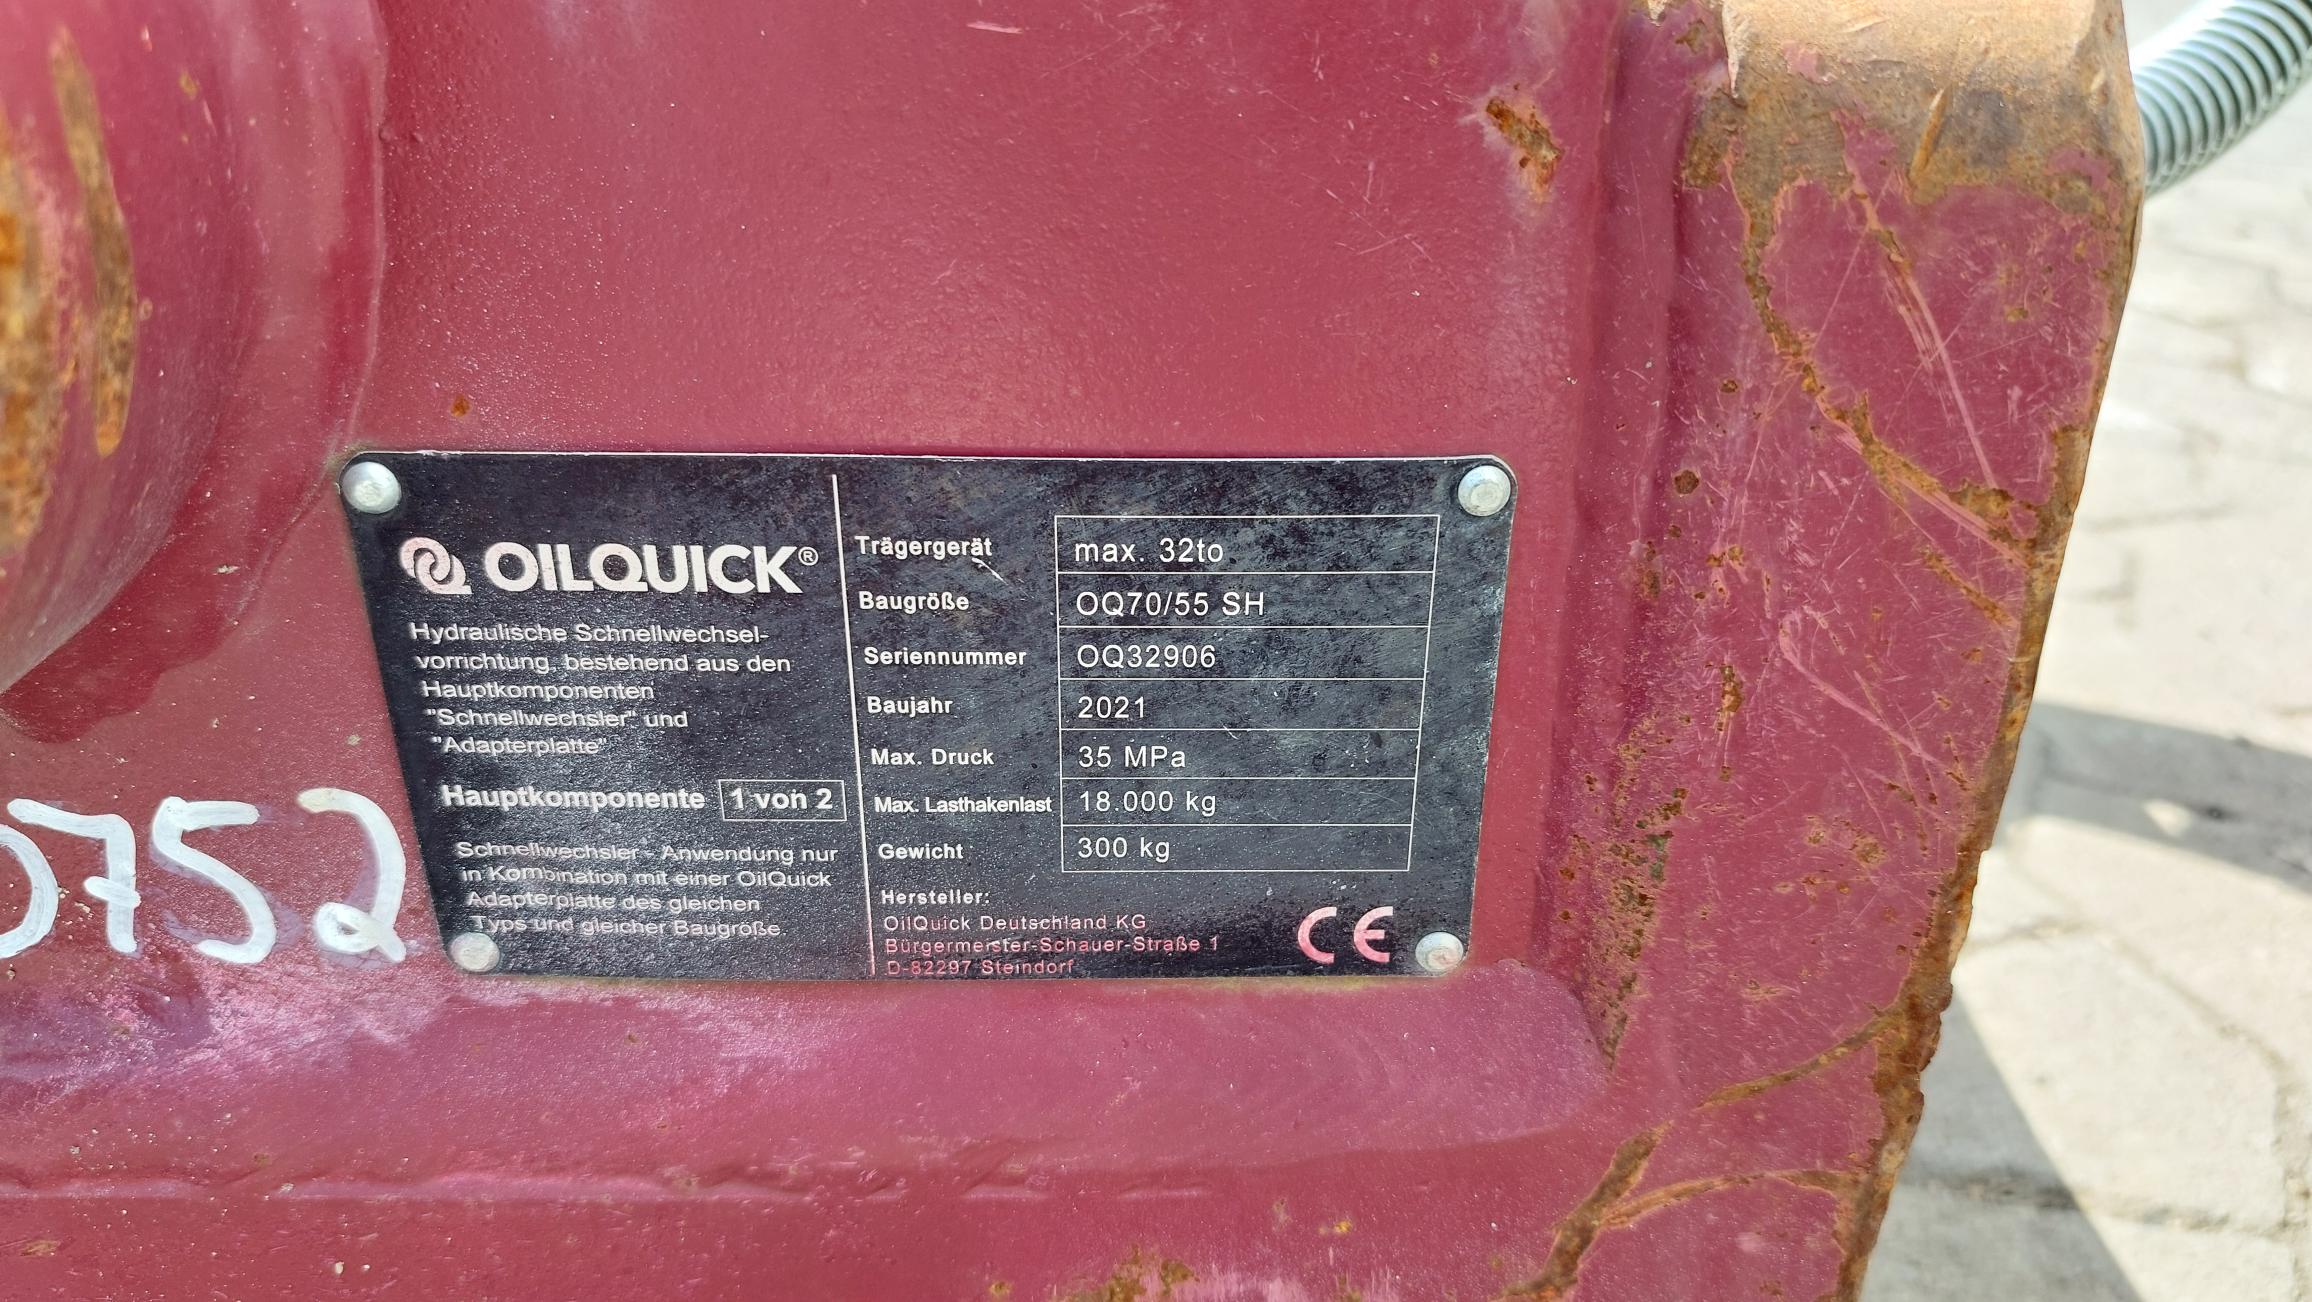 OILQUICK®
Hydraulische Schnellwechsel-
vorrichtung, bestehend aus den
Hauptkomponenten
"Schnellwechsler" und
"Adapterplatte"
Hauptkomponente 1 von 2
Schnellwechsler - Anwendung nur
in Kombination mit einer OilQuick
Adapterplatte des gleichen
Typs und gleicher Baugröße.
Trägergerät max. 32to
Baugröße OQ70/55 SH
Seriennummer OQ32906
Baujahr 2021
Max. Druck 35 MPa
Max. Lasthakenlast 18.000 kg
Gewicht 300 kg
Hersteller:
OilQuick Deutschland KG
Bürgermeister-Schauer-Straße 1
D-82297 Steindorf
CE
0752